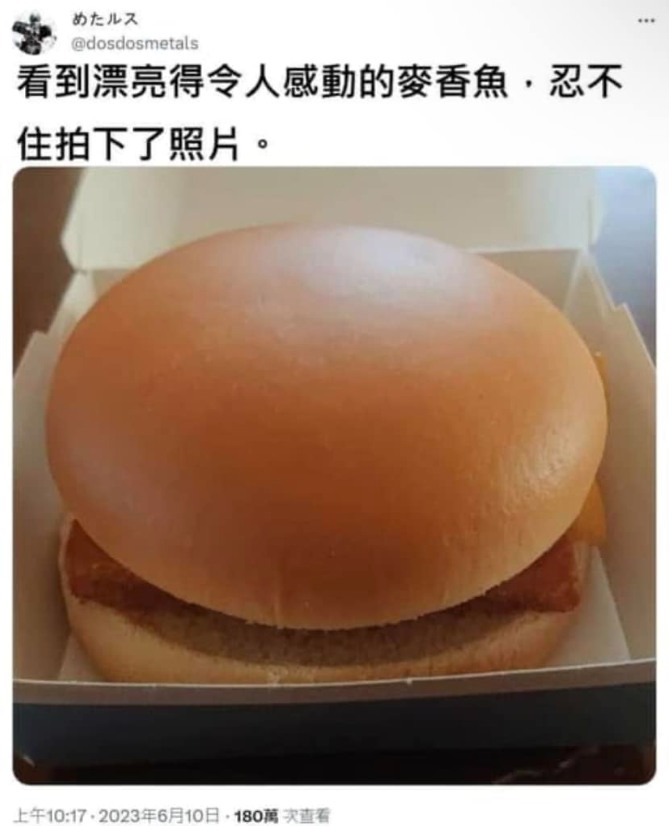 めたルス
@dosdosmetals
看到漂亮得令人感動的麥香魚，忍不
住拍下了照片。
上午10:17·2023年6月10日·180萬 次查看